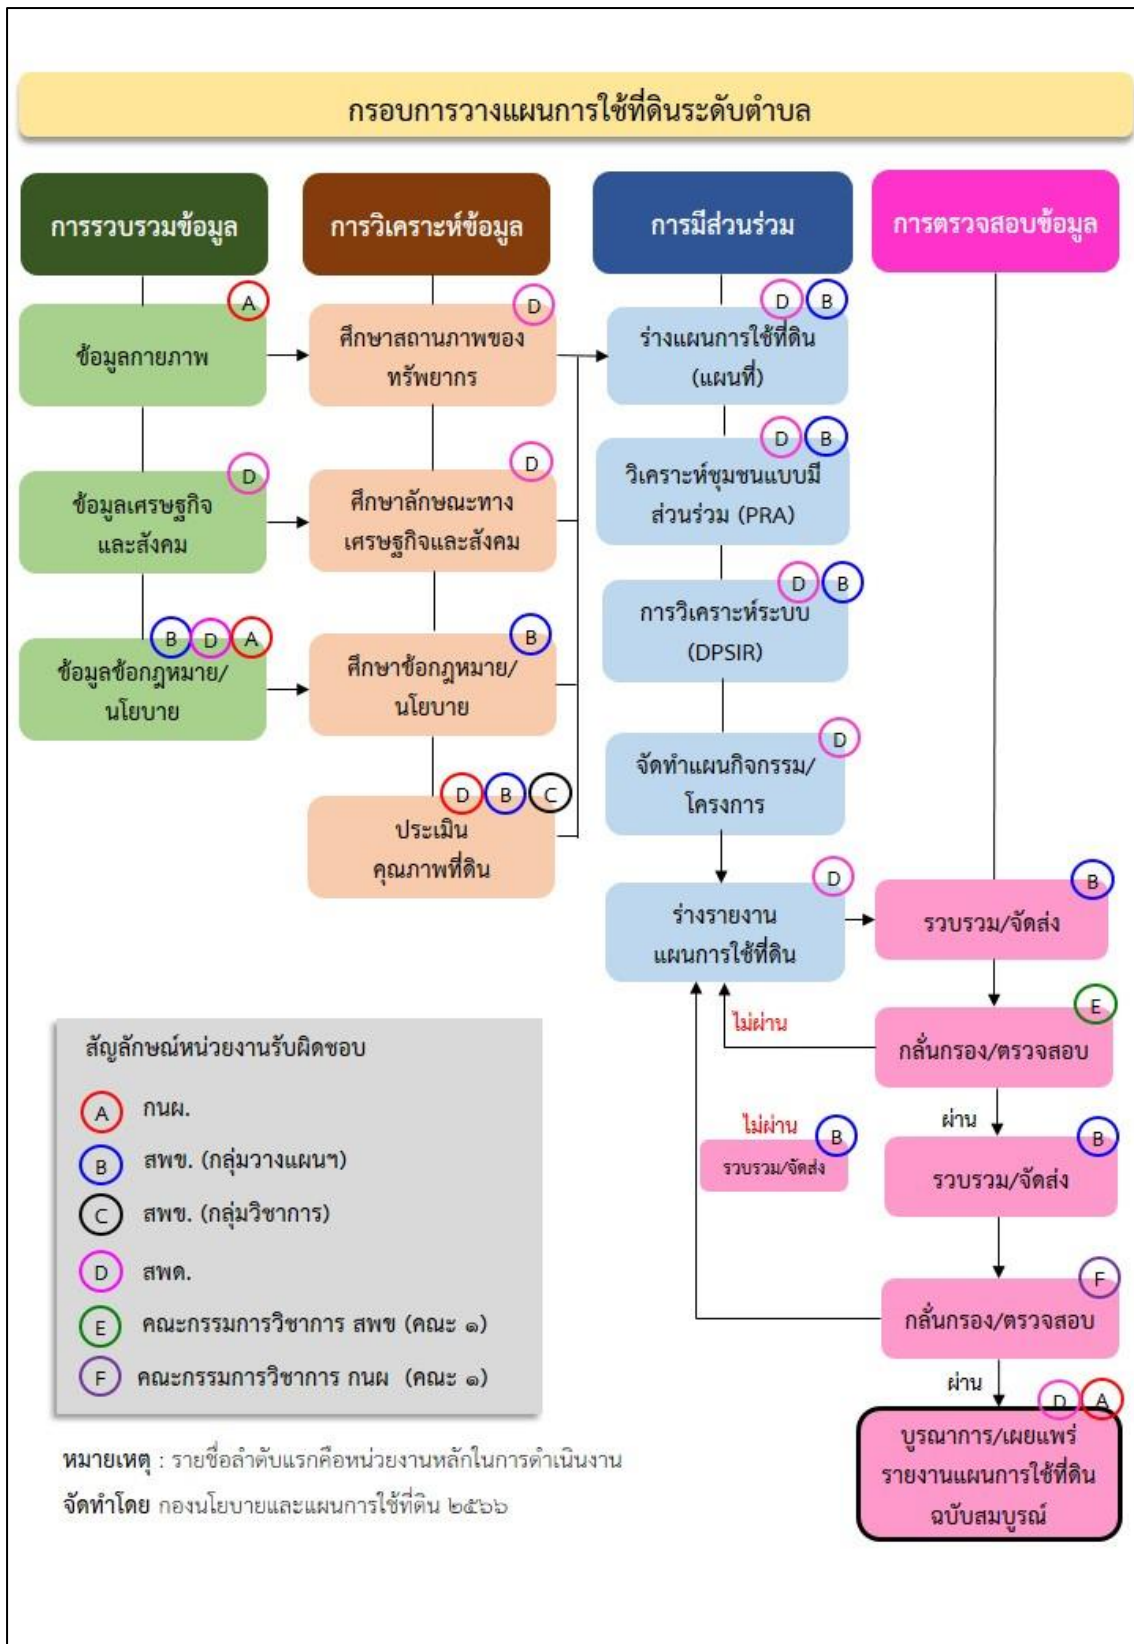 กรอบการวางแผนการใช้ที่ดินระดับตำบล
การรวบรวมข้อมูล
A
ข้อมูลกายภาพ
D
ข้อมูลเศรษฐกิจ
และสังคม
B D A
ข้อมูลข้อกฎหมาย/
นโยบาย
การวิเคราะห์ข้อมูล
D
ศึกษาสถานภาพของ
ทรัพยากร
D
ศึกษาลักษณะทาง
เศรษฐกิจและสังคม
B
ศึกษาข้อกฎหมาย/
นโยบาย
D B C
ประเมิน
คุณภาพที่ดิน
การมีส่วนร่วม
D B
ร่างแผนการใช้ที่ดิน
(แผนที่)
D B
วิเคราะห์ชุมชนแบบมี
ส่วนร่วม (PRA)
D B
การวิเคราะห์ระบบ
(DPSIR)
D
จัดทำแผนกิจกรรม/
โครงการ
D
ร่างรายงาน
แผนการใช้ที่ดิน
การตรวจสอบข้อมูล
B
รวบรวม/จัดส่ง
E
ไม่ผ่าน
กลั่นกรอง/ตรวจสอบ
ผ่าน
ไม่ผ่าน
B
รวบรวม/จัดส่ง
B
รวบรวม/จัดส่ง
F
กลั่นกรอง/ตรวจสอบ
ผ่าน
D A
บูรณาการ/เผยแพร่
รายงานแผนการใช้ที่ดิน
ฉบับสมบูรณ์
สัญลักษณ์หน่วยงานรับผิดชอบ
A กนผ.
B สพข. (กลุ่มวางแผนฯ)
C สพข. (กลุ่มวิชาการ)
D สพด.
E คณะกรรมการวิชาการ สพข (คณะ ๑)
F คณะกรรมการวิชาการ กนผ (คณะ ๑)
หมายเหตุ : รายชื่อลำดับแรกคือหน่วยงานหลักในการดำเนินงาน
จัดทำโดย กองนโยบายและแผนการใช้ที่ดิน ๒๕๖๖